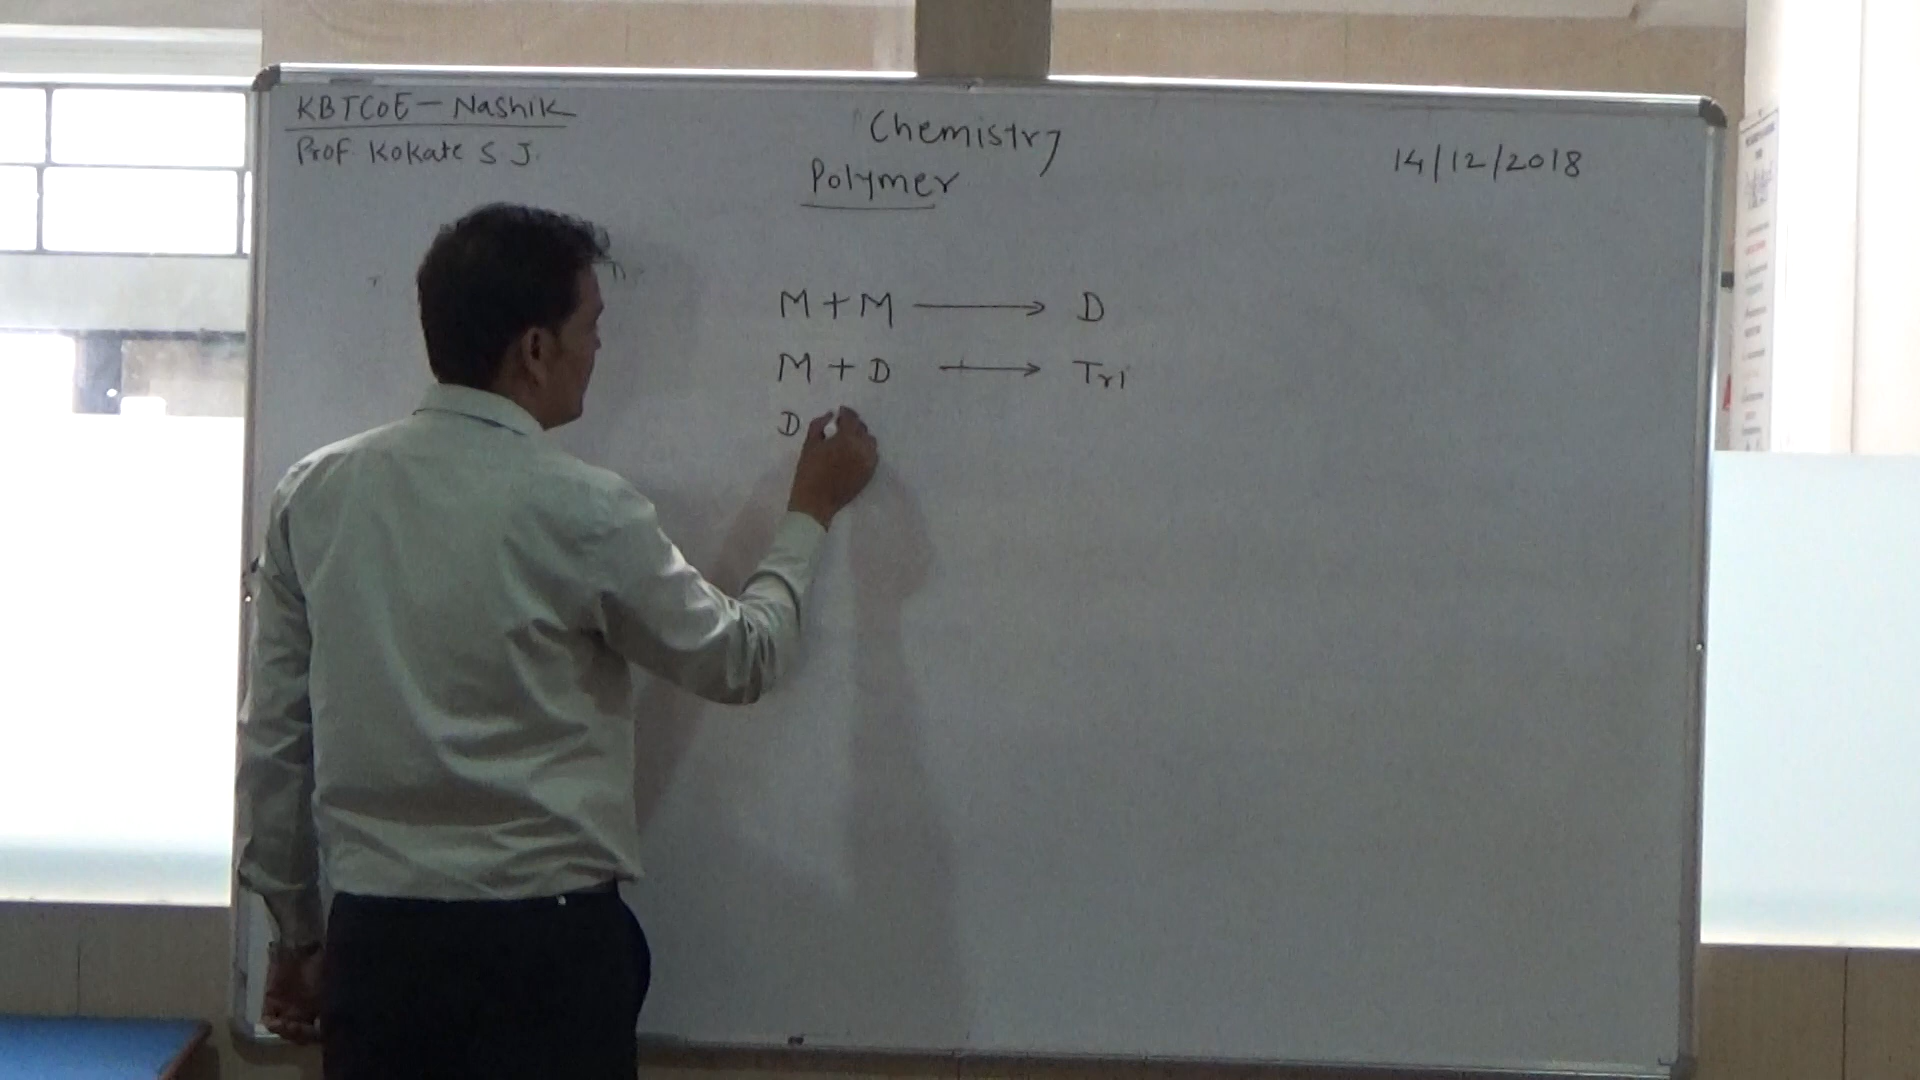 KBTCOE - Nashik
Prof. Kokate S. J.
Chemistry
Polymer
14/12/2018
M + M ⟶ D
M + D ⟶ Tri
D